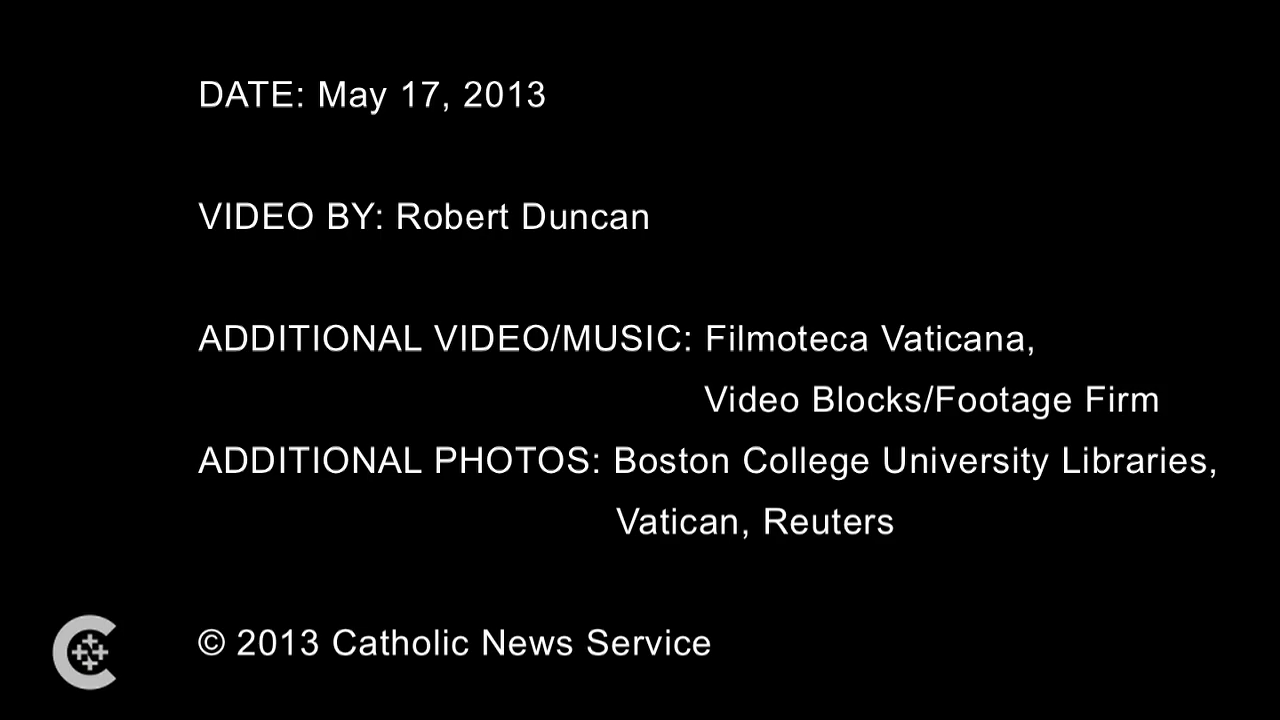 DATE: May 17, 2013
VIDEO BY: Robert Duncan
ADDITIONAL VIDEO/MUSIC: Filmoteca Vaticana,
Video Blocks/Footage Firm
ADDITIONAL PHOTOS: Boston College University Libraries,
Vatican, Reuters
© 2013 Catholic News Service